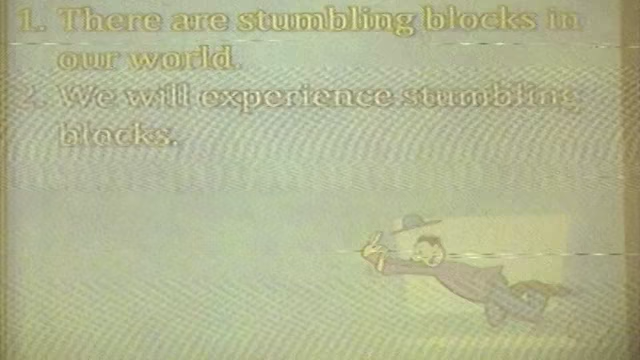 1. There are stumbling blocks in
our world.
2. We will experience stumbling
blocks.